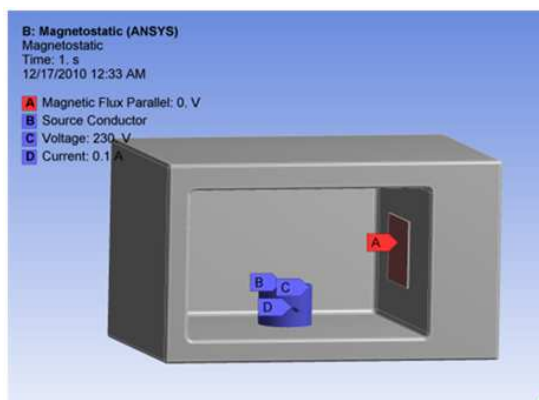 B: Magnetostatic (ANSYS)
Magnetostatic
Time: 1. s
12/17/2010 12:33 AM
A Magnetic Flux Parallel: 0. V
B Source Conductor
C Voltage: 230. V
D Current: 0.1 A
A
B
C
D